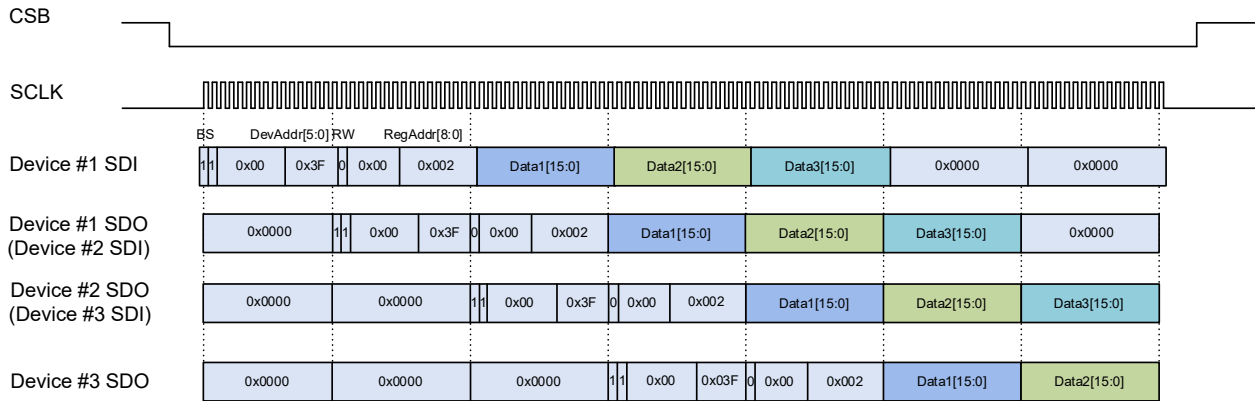 CSB
SCLK
BS DevAddr[5:0] RW RegAddr[8:0]
Device #1 SDI 1 1 0x00 0x3F 0 0x00 0x002 Data1[15:0] Data2[15:0] Data3[15:0] 0x0000 0x0000
Device #1 SDO
(Device #2 SDI)
0x0000 1 1 0x00 0x3F 0 0x00 0x002 Data1[15:0] Data2[15:0] Data3[15:0] 0x0000
Device #2 SDO
(Device #3 SDI)
0x0000 0x0000 1 1 0x00 0x3F 0 0x00 0x002 Data1[15:0] Data2[15:0] Data3[15:0]
Device #3 SDO 0x0000 0x0000 0x0000 1 1 0x00 0x03F 0 0x00 0x002 Data1[15:0] Data2[15:0]